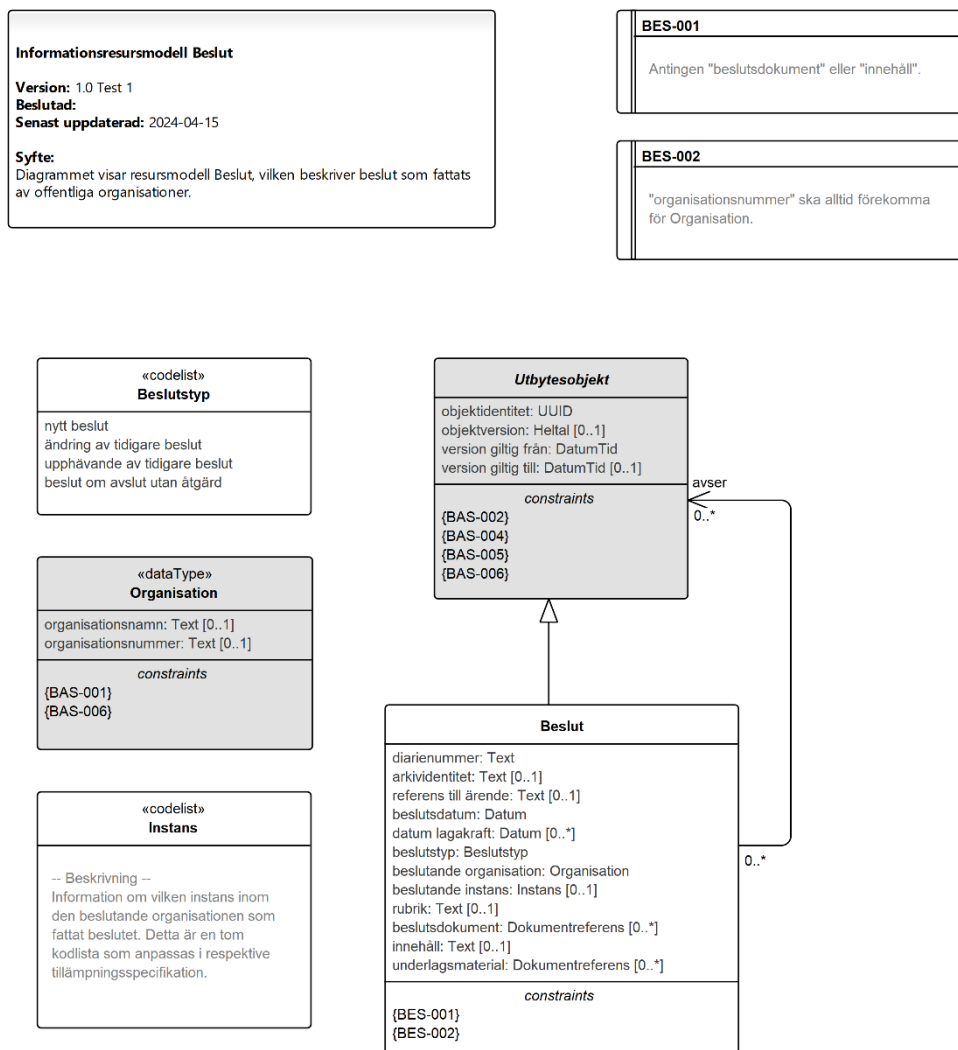 Informationsresursmodell Beslut
Version: 1.0 Test 1
Beslutad:
Senast uppdaterad: 2024-04-15
Syfte:
Diagrammet visar resursmodell Beslut, vilken beskriver beslut som fattats
av offentliga organisationer.
BES-001
Antingen "beslutsdokument" eller "innehåll".
BES-002
"organisationsnummer" ska alltid förekomma
för Organisation.
«codelist»
Beslutstyp
nytt beslut
ändring av tidigare beslut
upphävande av tidigare beslut
beslut om avslut utan åtgärd
Utbytesobjekt
objektidentitet: UUID
objektversion: Heltal [0..1]
version giltig från: DatumTid
version giltig till: DatumTid [0..1]
constraints
{BAS-002}
{BAS-004}
{BAS-005}
{BAS-006}
avser
0..*
«dataType»
Organisation
organisationsnamn: Text [0..1]
organisationsnummer: Text [0..1]
constraints
{BAS-001}
{BAS-006}
Beslut
diarienummer: Text
arkividentitet: Text [0..1]
referens till ärende: Text [0..1]
beslutsdatum: Datum
datum lagakraft: Datum [0..*]
beslutstyp: Beslutstyp
beslutande organisation: Organisation
beslutande instans: Instans [0..1]
rubrik: Text [0..1]
beslutsdokument: Dokumentreferens [0..*]
innehåll: Text [0..1]
underlagsmaterial: Dokumentreferens [0..*]
constraints
{BES-001}
{BES-002}
0..*
«codelist»
Instans
-- Beskrivning --
Information om vilken instans inom
den beslutande organisationen som
fattat beslutet. Detta är en tom
kodlista som anpassas i respektive
tillämpningsspecifikation.